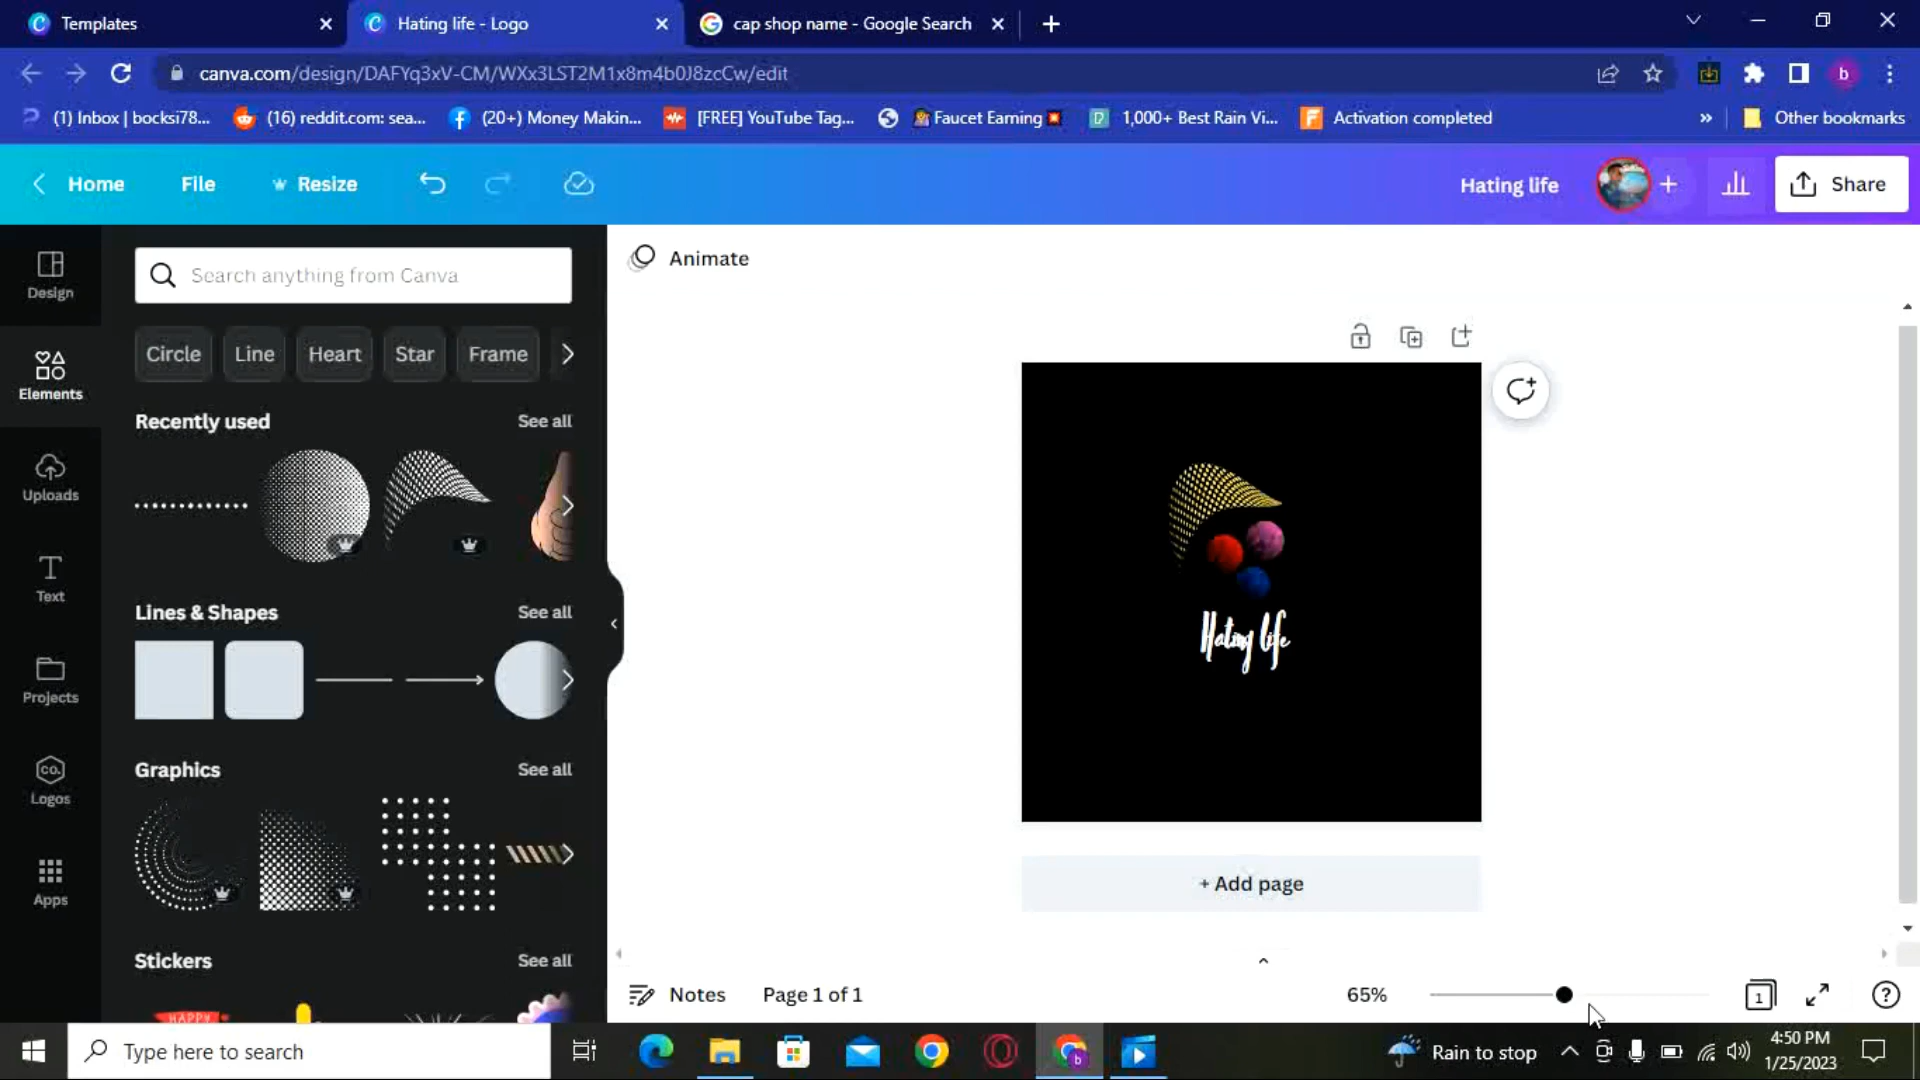 Templates
Hating life - Logo
cap shop name - Google Search
canva.com/design/DAFYq3xV-CM/WXx3LST2M1x8m4b0J8zcCw/edit
(1) Inbox | bocksi78...
(16) reddit.com: sea...
(20+) Money Makin...
[FREE] YouTube Tag...
Faucet Earning
1,000+ Best Rain Vi...
Activation completed
»
Other bookmarks
b
Home
File
Resize
Hating life
Share
Design
Elements
Uploads
Text
Projects
CO.
Logos
Apps
Search anything from Canva
Circle
Line
Heart
Star
Frame
Recently used
See all
Lines & Shapes
See all
Graphics
See all
Stickers
See all
HAPPY
Animate
Hating life
+ Add page
Notes
Page 1 of 1
65%
1
?
Type here to search
b
Rain to stop
4:50 PM
1/25/2023